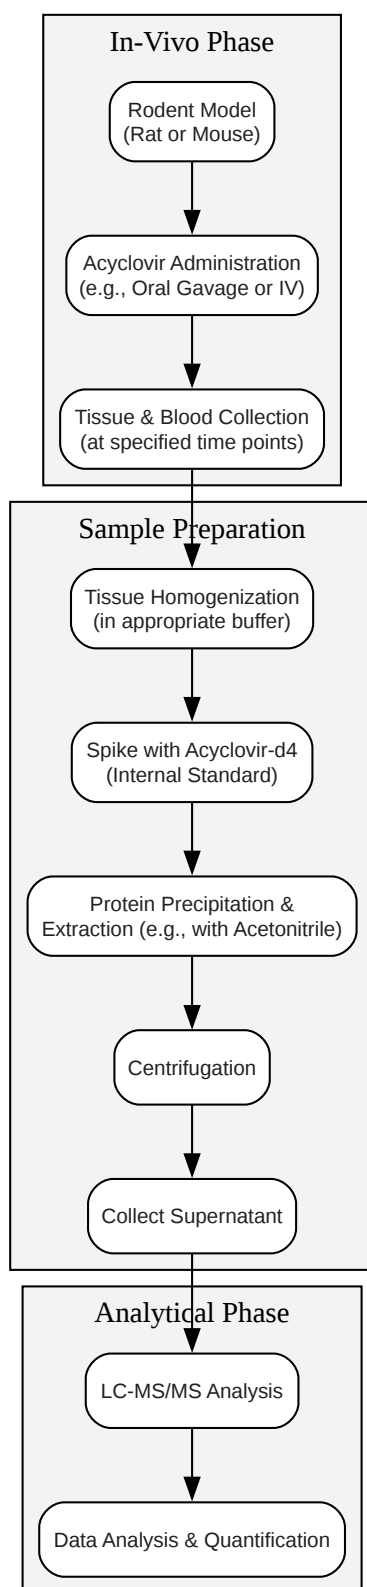 In-Vivo Phase
Rodent Model
(Rat or Mouse)
Acyclovir Administration
(e.g., Oral Gavage or IV)
Tissue & Blood Collection
(at specified time points)
Sample Preparation
Tissue Homogenization
(in appropriate buffer)
Spike with Acyclovir-d4
(Internal Standard)
Protein Precipitation &
Extraction (e.g., with Acetonitrile)
Centrifugation
Collect Supernatant
Analytical Phase
LC-MS/MS Analysis
Data Analysis & Quantification